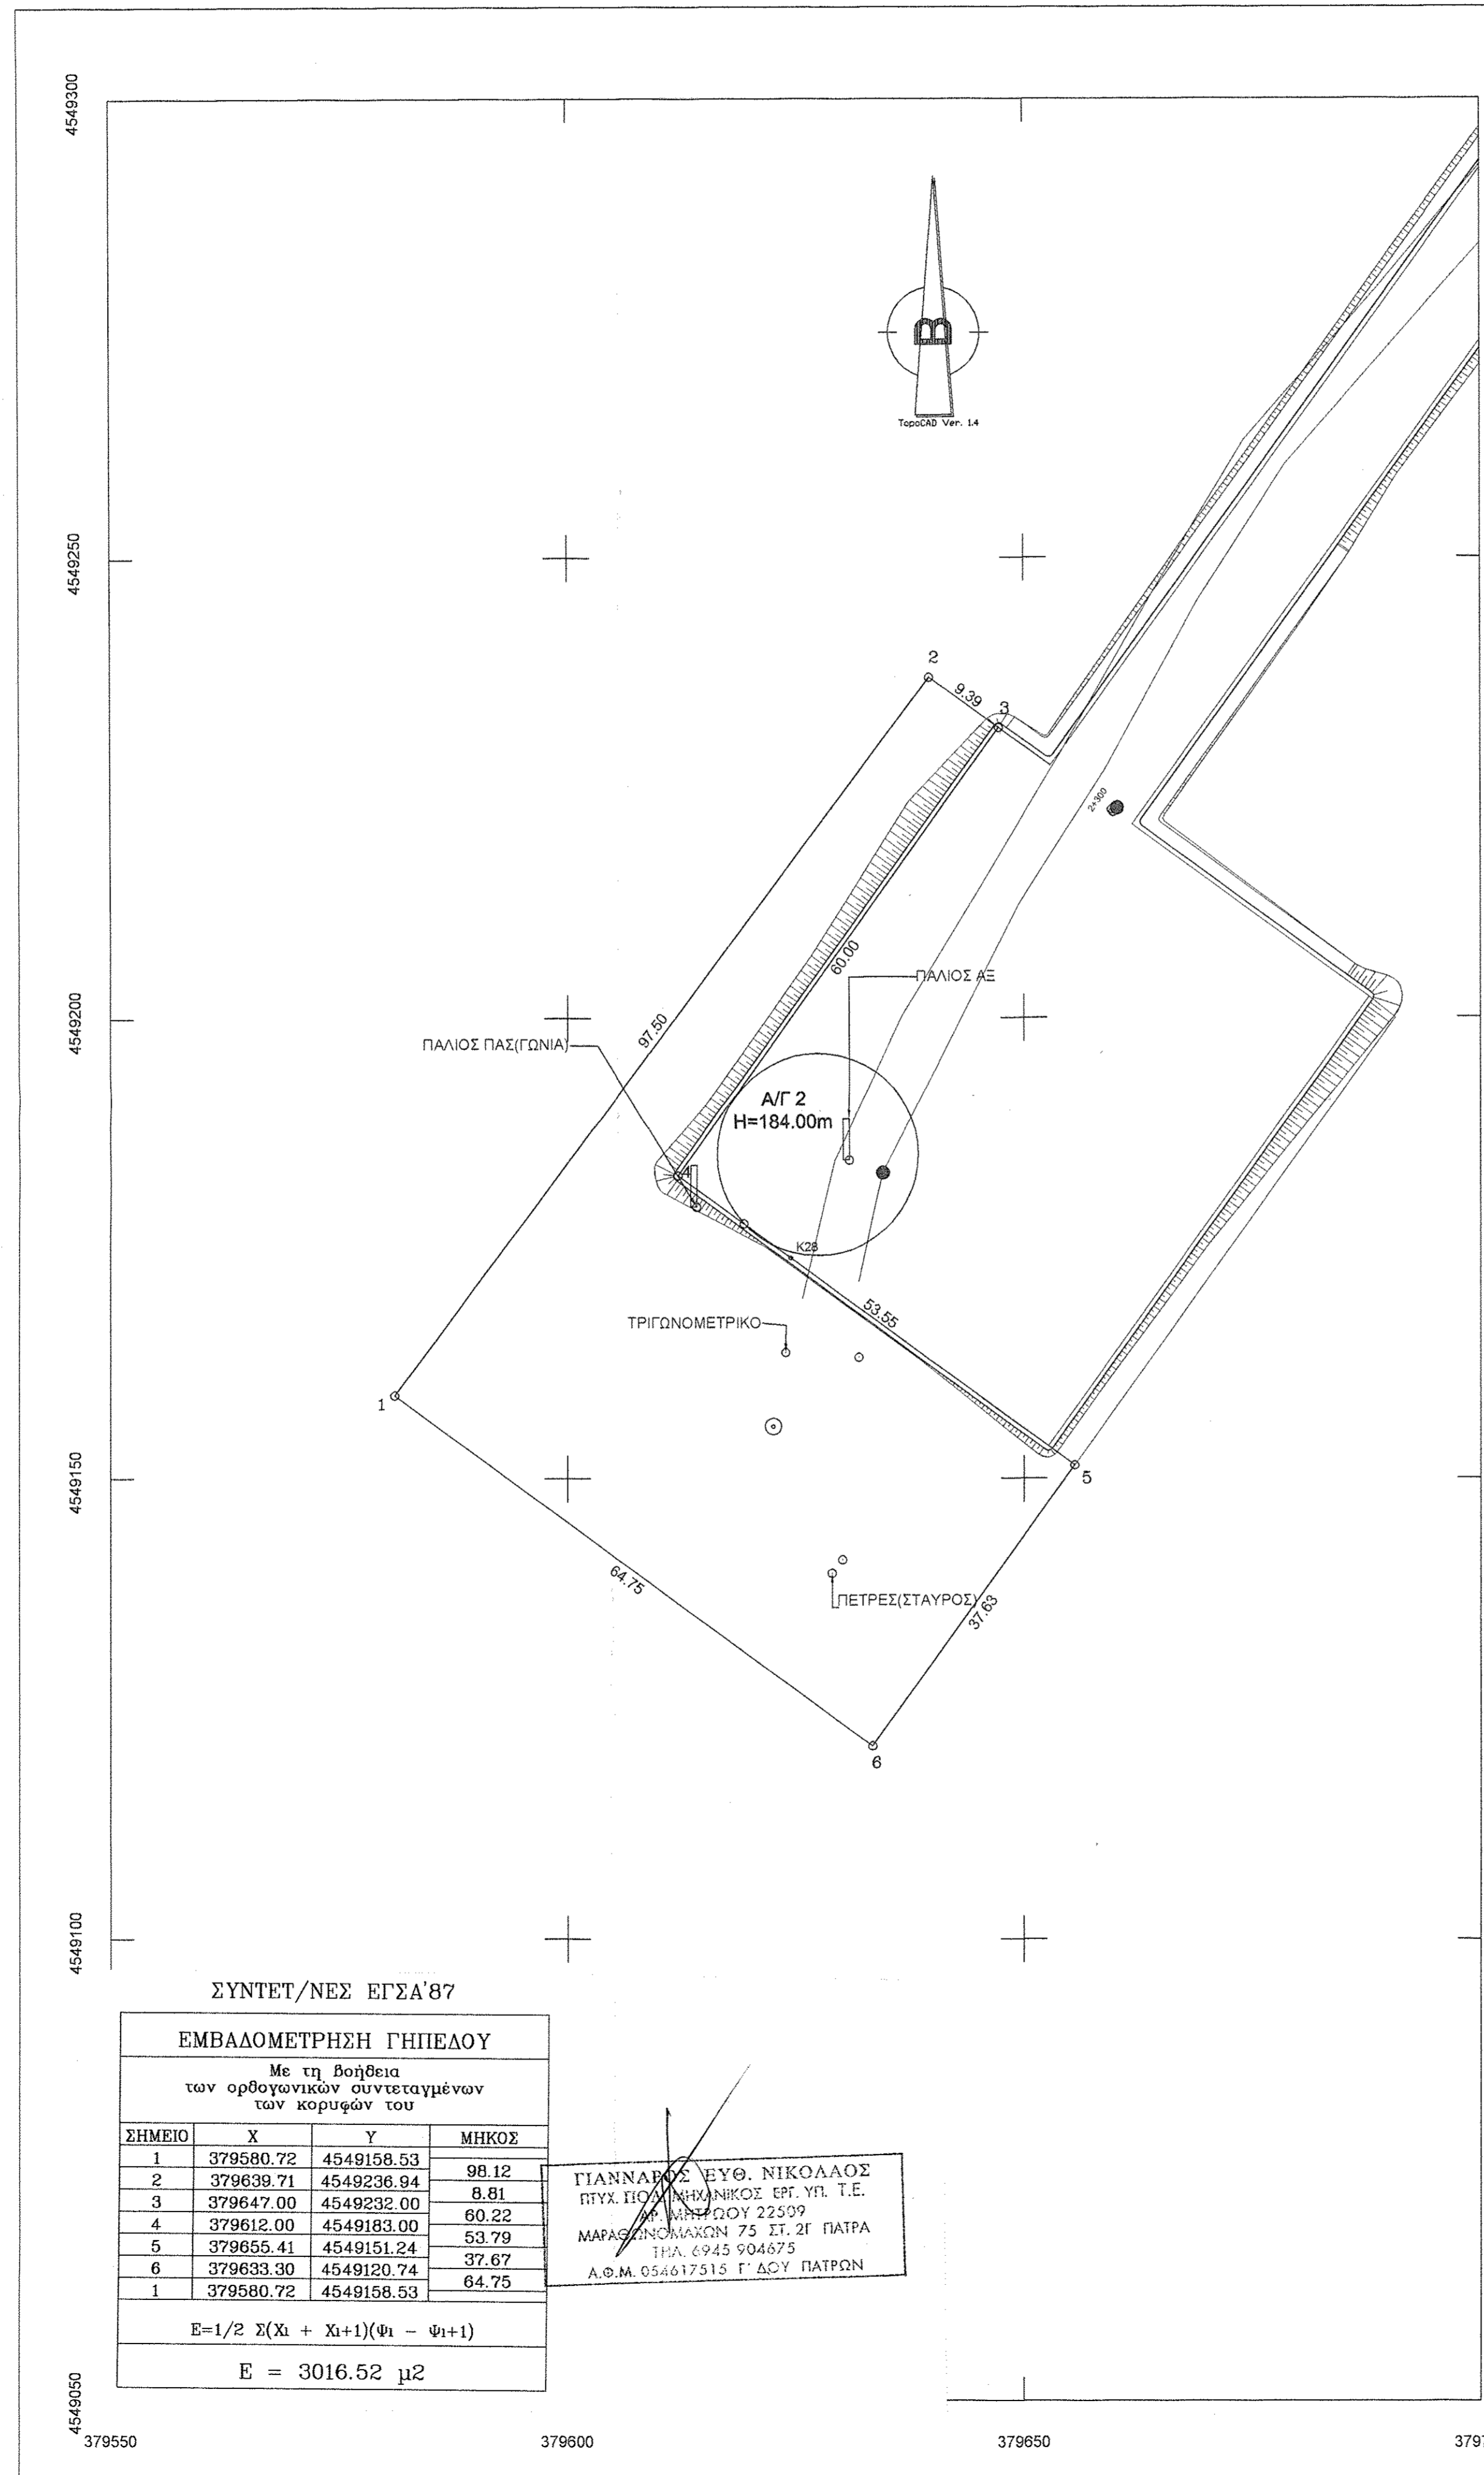 4549300
TopoCAD Ver. 1.4
4549250
2
9.39
3
2+300
60.00
ΠΑΛΙΟΣ ΑΞ
4549200
97.50
ΠΑΛΙΟΣ ΠΑΣ(ΓΩΝΙΑ)
Α/Γ 2
H=184.00m
4
K28
53.55
ΤΡΙΓΩΝΟΜΕΤΡΙΚΟ
1
5
4549150
64.75
ΠΕΤΡΕΣ(ΣΤΑΥΡΟΣ)
37.63
6
4549100
ΣΥΝΤΕΤ/ΝΕΣ ΕΓΣΑ'87
ΕΜΒΑΔΟΜΕΤΡΗΣΗ ΓΗΠΕΔΟΥ
Με τη βοήθεια
των ορθογωνικών συντεταγμένων
των κορυφών του
ΣΗΜΕΙΟ X Y ΜΗΚΟΣ
1 379580.72 4549158.53
98.12
2 379639.71 4549236.94
8.81
3 379647.00 4549232.00
60.22
4 379612.00 4549183.00
53.79
5 379655.41 4549151.24
37.67
6 379633.30 4549120.74
64.75
1 379580.72 4549158.53
E=1/2 Σ(Xι + Xι+1)(Ψι - Ψι+1)
E = 3016.52 μ2
ΓΙΑΝΝΑΡΟΣ ΕΥΘ. ΝΙΚΟΛΑΟΣ
ΠΤΥΧ. ΠΟΛ. ΜΗΧΑΝΙΚΟΣ ΕΡΓ. ΥΠ. Τ.Ε.
ΑΡ. ΜΗΤΡΩΟΥ 22509
ΜΑΡΑΘΩΝΟΜΑΧΩΝ 75 ΣΤ. 2Γ ΠΑΤΡΑ
ΤΗΛ. 6945 904675
Α.Φ.Μ. 054617515 Γ' ΔΟΥ ΠΑΤΡΩΝ
4549050
379550
379600
379650